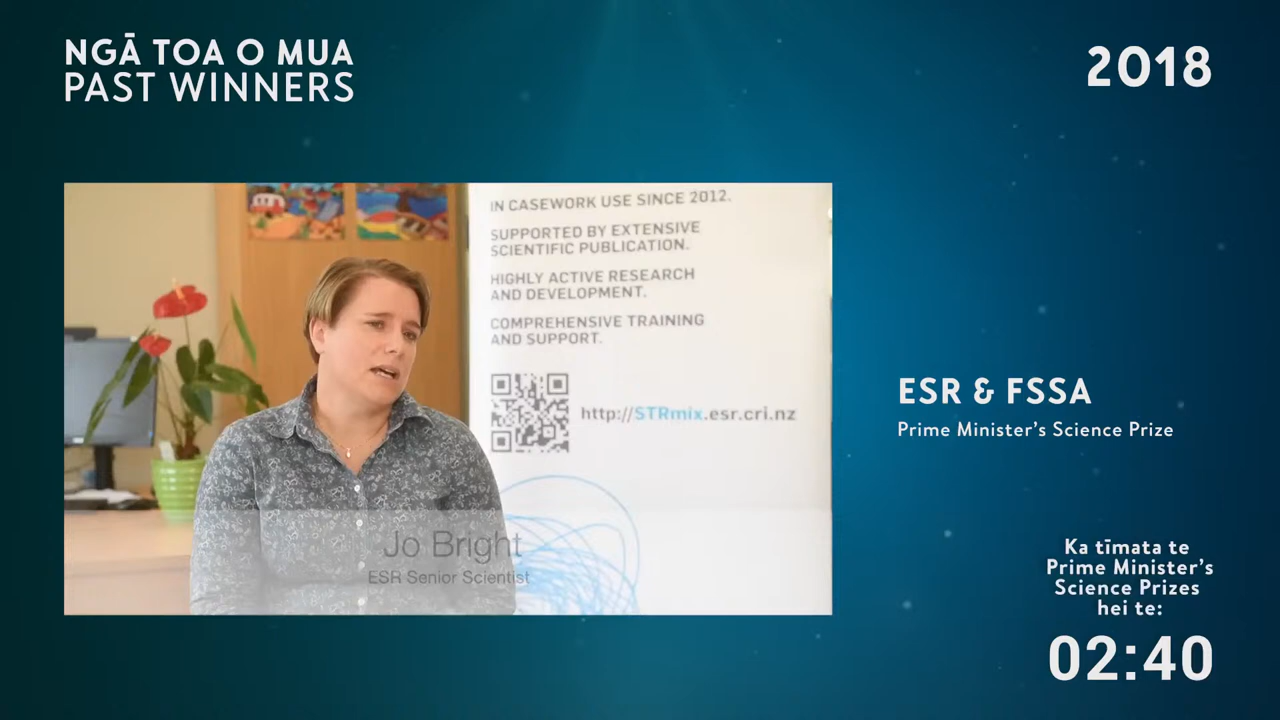 NGĀ TOA O MUA
PAST WINNERS
2018
IN CASEWORK USE SINCE 2012.
SUPPORTED BY EXTENSIVE
SCIENTIFIC PUBLICATION.
HIGHLY ACTIVE RESEARCH
AND DEVELOPMENT.
COMPREHENSIVE TRAINING
AND SUPPORT.
http://STRmix.esr.cri.nz
Jo Bright
ESR Senior Scientist
ESR & FSSA
Prime Minister's Science Prize
Ka tīmata te
Prime Minister's
Science Prizes
hei te:
02:40